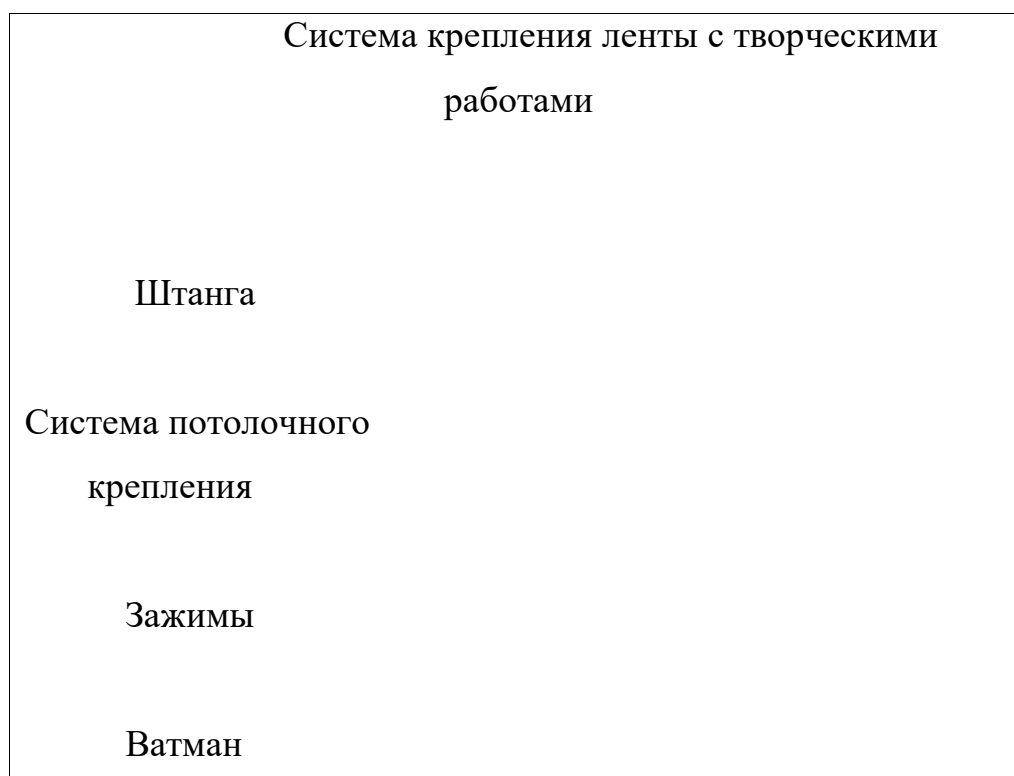 Система крепления ленты с творческими
работами
Штанга
Система потолочного
крепления
Зажимы
Ватман